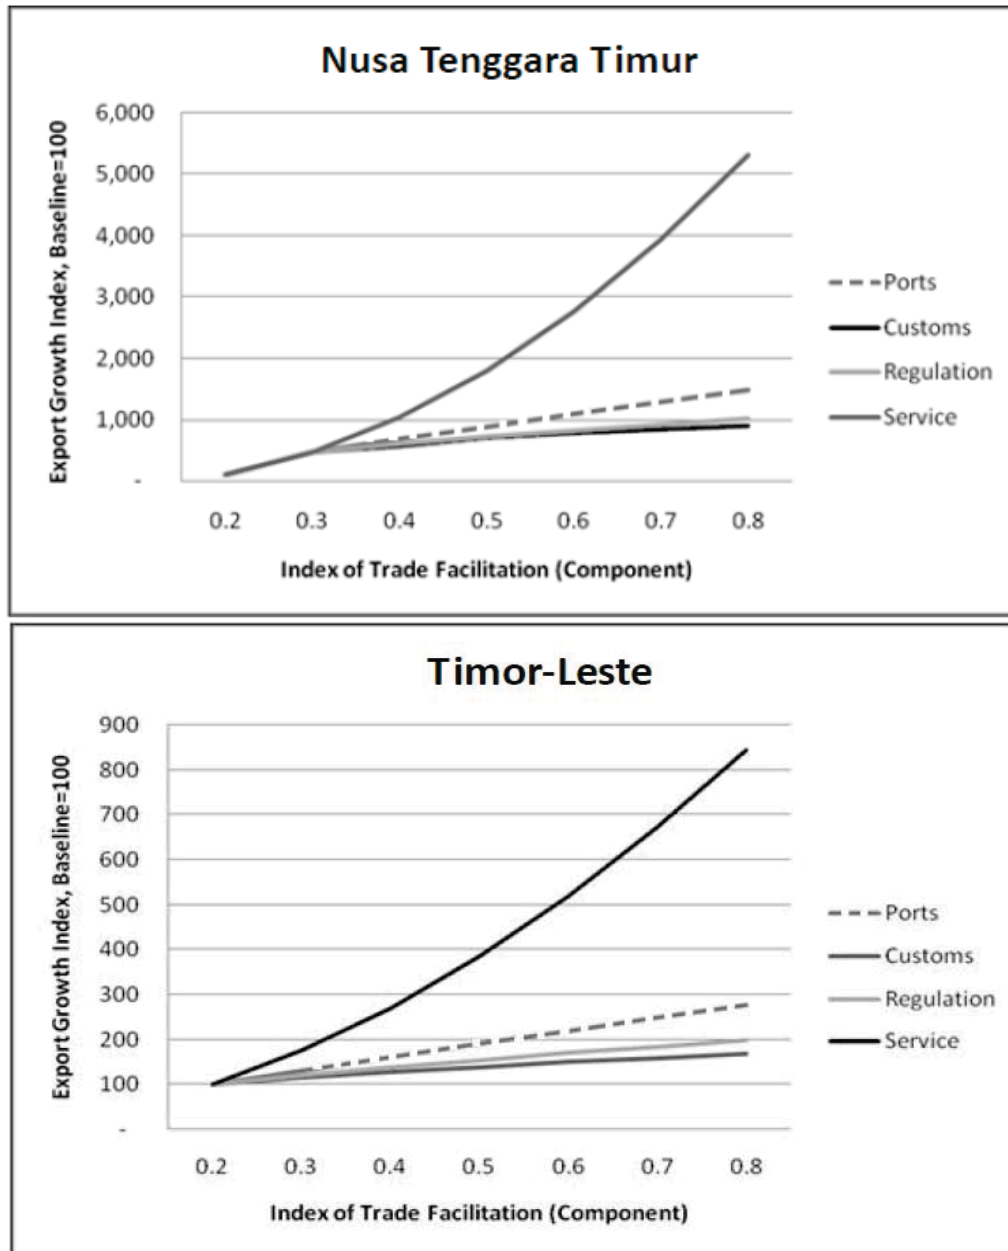 Nusa Tenggara Timur
Export Growth Index, Baseline=100
6,000
5,000
4,000
3,000
2,000
1,000
-
0.2 0.3 0.4 0.5 0.6 0.7 0.8
Index of Trade Facilitation (Component)
Ports
Customs
Regulation
Service
Timor-Leste
Export Growth Index, Baseline=100
900
800
700
600
500
400
300
200
100
-
0.2 0.3 0.4 0.5 0.6 0.7 0.8
Index of Trade Facilitation (Component)
Ports
Customs
Regulation
Service